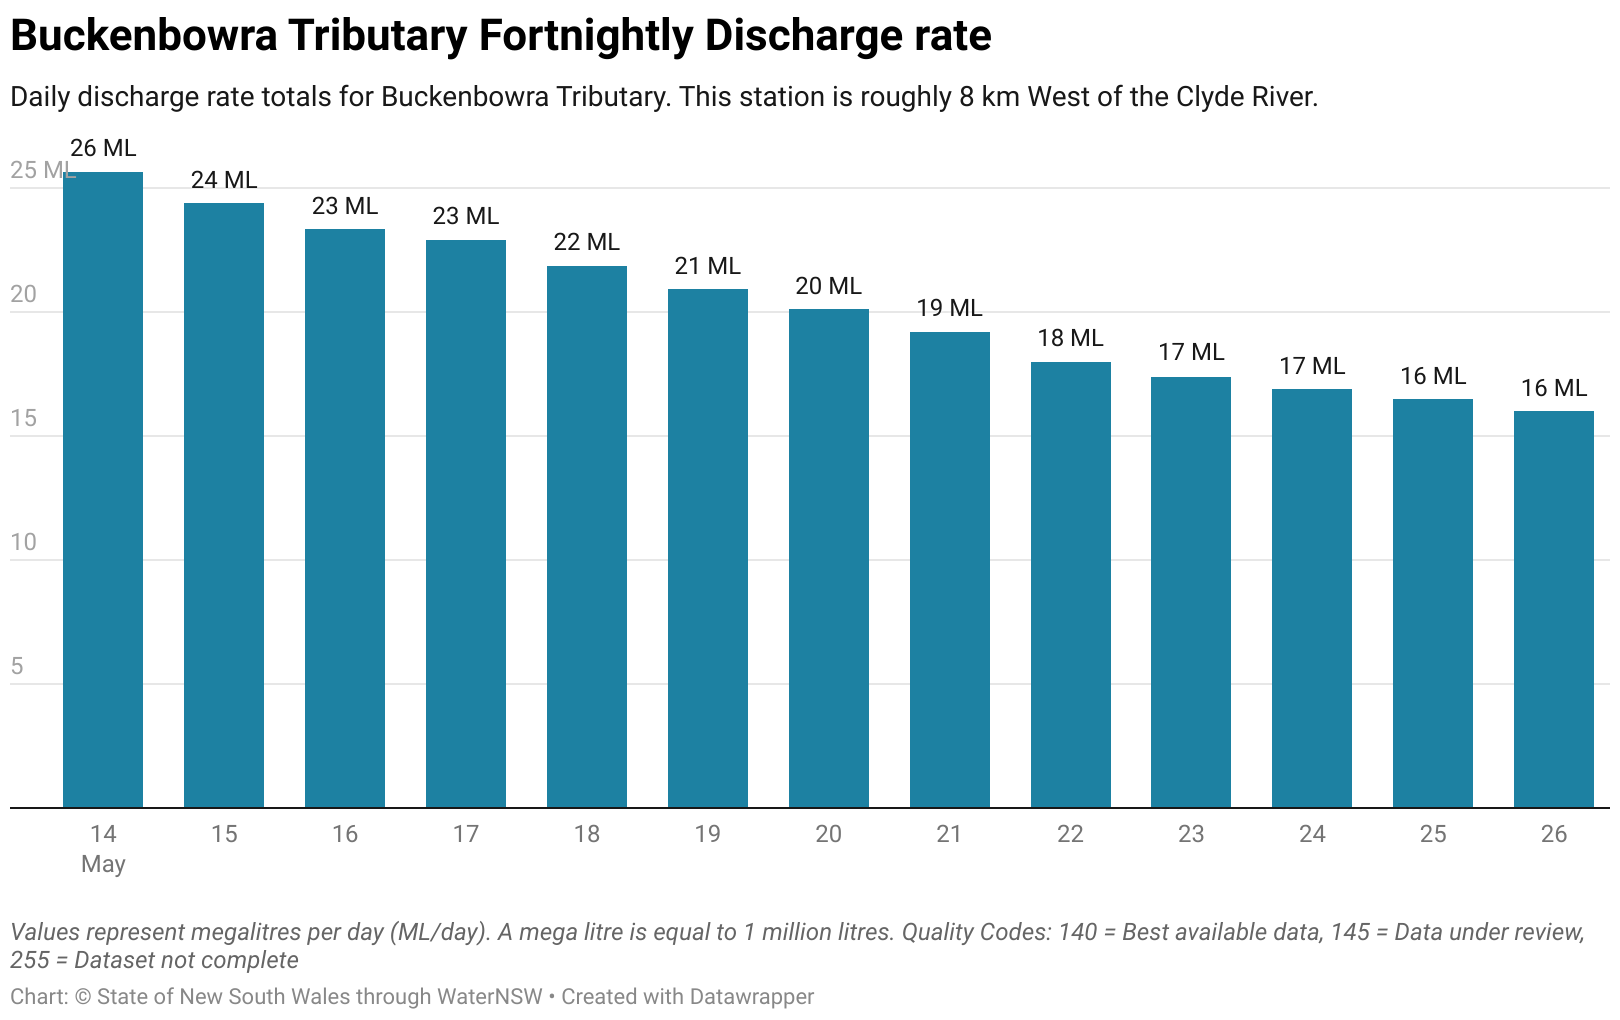 Buckenbowra Tributary Fortnightly Discharge rate
Daily discharge rate totals for Buckenbowra Tributary. This station is roughly 8 km West of the Clyde River.
26 ML
25 ML
24 ML
23 ML
23 ML
22 ML
21 ML
20 ML
19 ML
18 ML
17 ML
17 ML
16 ML
16 ML
20
15
10
5
14 15 16 17 18 19 20 21 22 23 24 25 26
May
Values represent megalitres per day (ML/day). A mega litre is equal to 1 million litres. Quality Codes: 140 = Best available data, 145 = Data under review,
255 = Dataset not complete
Chart: © State of New South Wales through WaterNSW • Created with Datawrapper